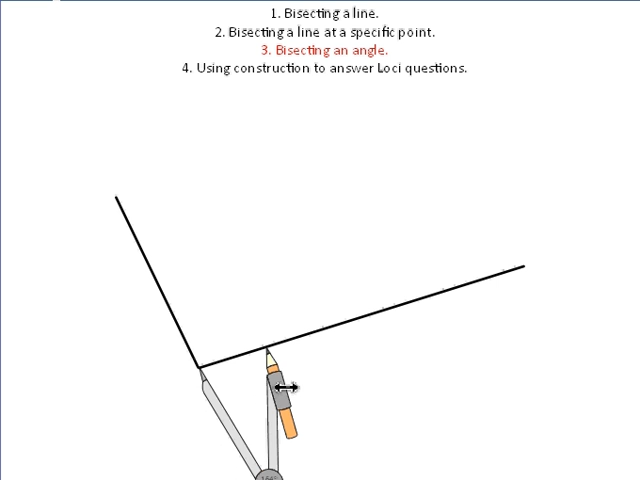 1. Bisecting a line.
2. Bisecting a line at a specific point.
3. Bisecting an angle.
4. Using construction to answer Loci questions.